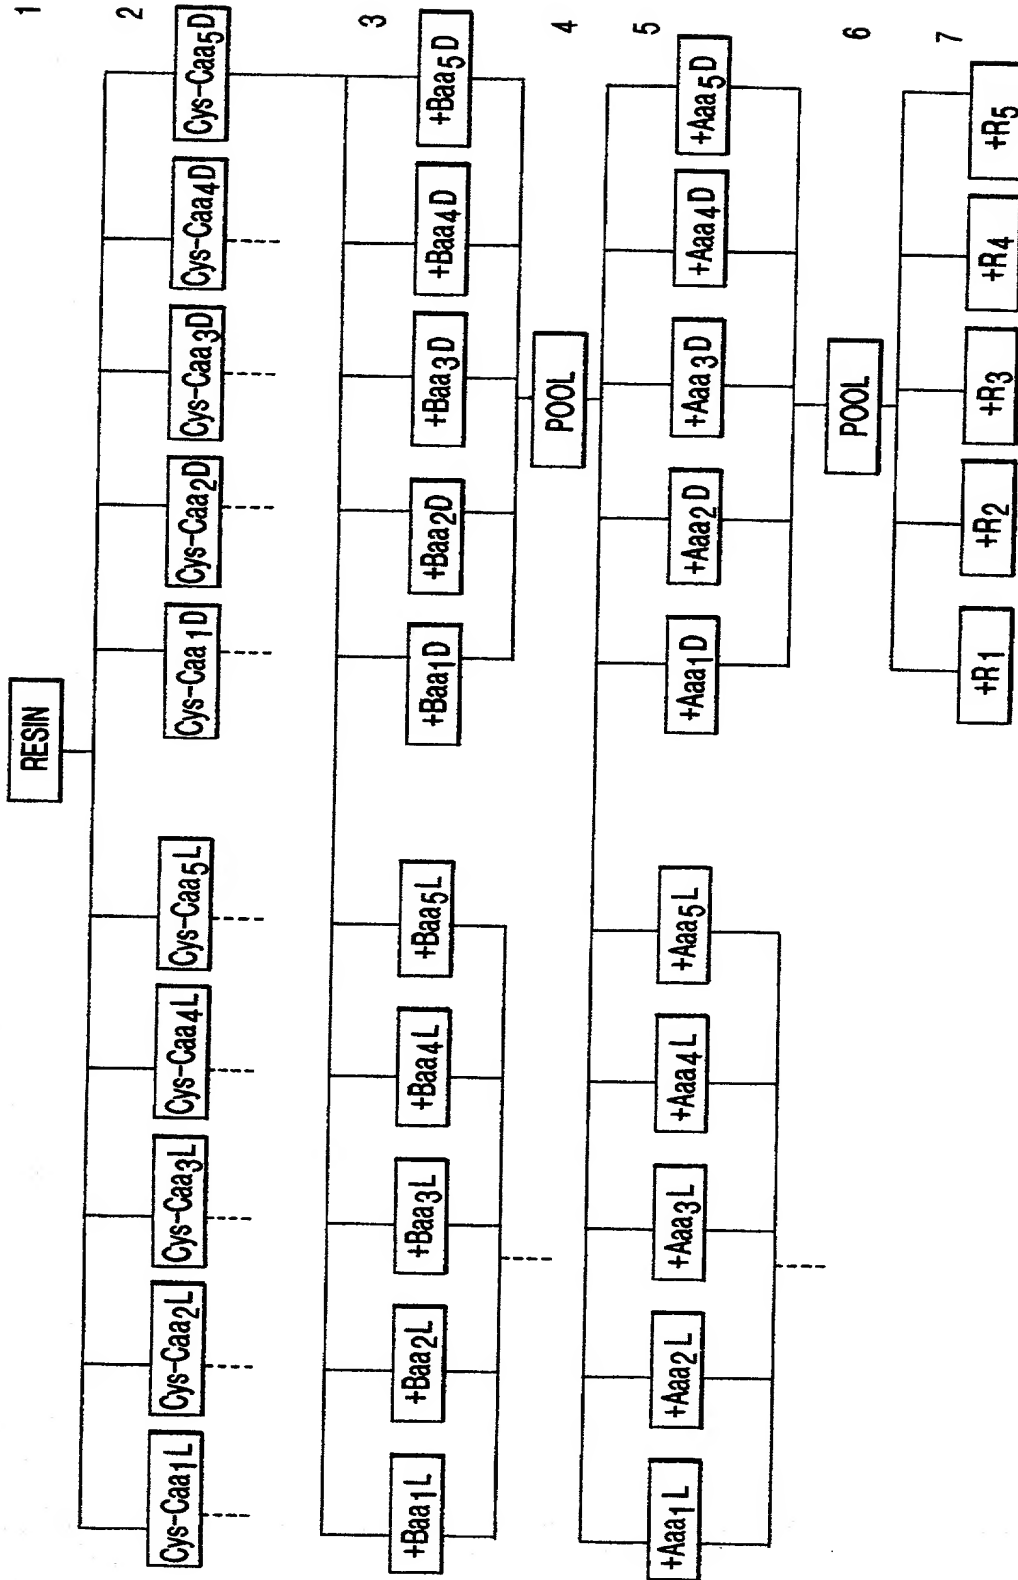 RESIN
1
Cys-Caa1L
Cys-Caa2L
Cys-Caa3L
Cys-Caa4L
Cys-Caa5L
Cys-Caa1D
Cys-Caa2D
Cys-Caa3D
Cys-Caa4D
Cys-Caa5D
2
+Baa1L
+Baa2L
+Baa3L
+Baa4L
+Baa5L
+Baa1D
+Baa2D
+Baa3D
+Baa4D
+Baa5D
3
POOL
4
+Aaa1L
+Aaa2L
+Aaa3L
+Aaa4L
+Aaa5L
+Aaa1D
+Aaa2D
+Aaa3D
+Aaa4D
+Aaa5D
5
POOL
6
+R1
+R2
+R3
+R4
+R5
7